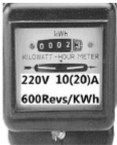 kWh
0002
KILOWATT-HOUR METER
220V 10(20)A
600Revs/KWh